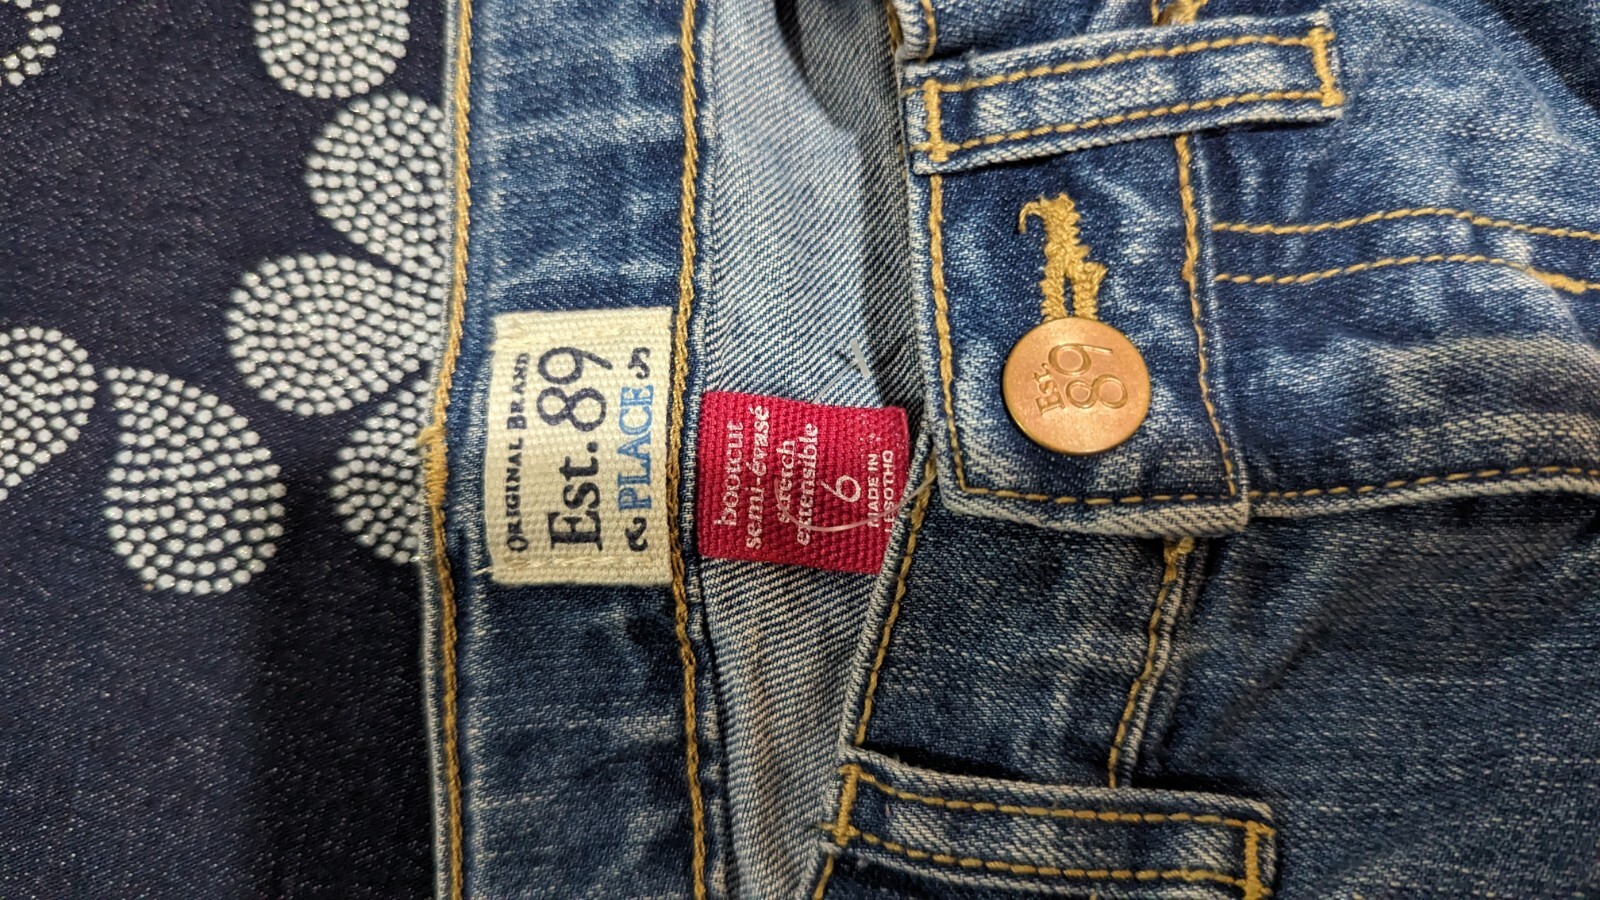 ORIGINAL BRAND
Est. 89
PLACE
bootcut
semi-évasé
stretch
extensible
6
MADE IN
LESOTHO
Est.
89